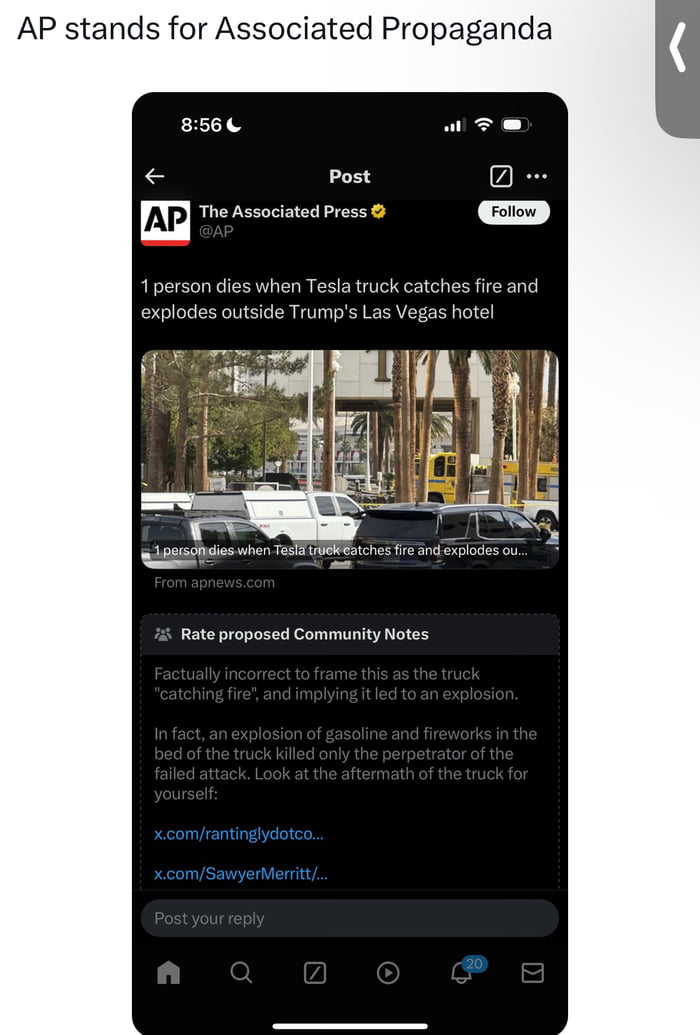 AP stands for Associated Propaganda
8:56
Post
AP
The Associated Press
@AP
Follow
1 person dies when Tesla truck catches fire and
explodes outside Trump's Las Vegas hotel
1 person dies when Tesla truck catches fire and explodes ou...
From apnews.com
Rate proposed Community Notes
Factually incorrect to frame this as the truck
"catching fire", and implying it led to an explosion.
In fact, an explosion of gasoline and fireworks in the
bed of the truck killed only the perpetrator of the
failed attack. Look at the aftermath of the truck for
yourself:
x.com/rantinglydotco...
x.com/SawyerMerritt/...
Post your reply
20